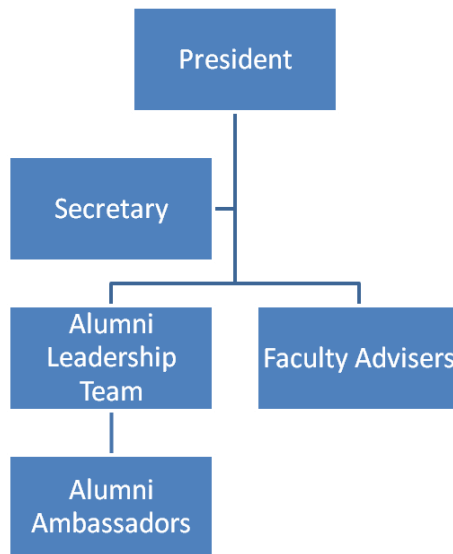 President
Secretary
Alumni
Leadership
Team
Faculty Advisers
Alumni
Ambassadors